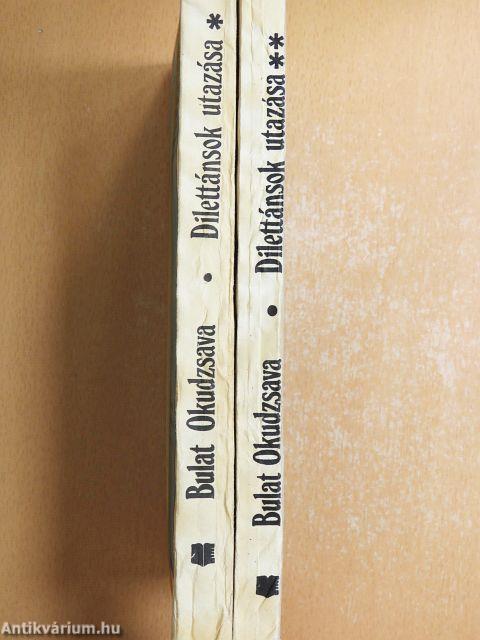 Bulat Okudzsava • Dilettánsok utazása *
Bulat Okudzsava • Dilettánsok utazása **
Antikvárium.hu